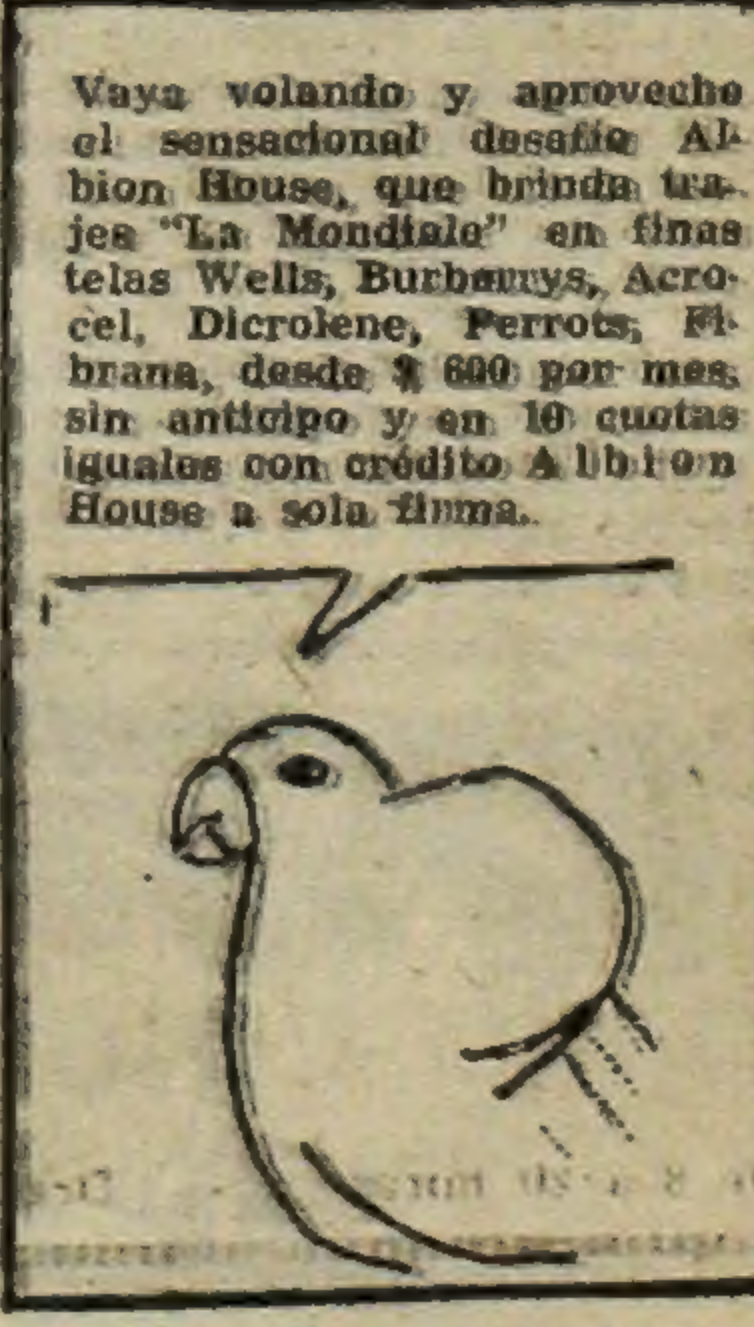 Vaya volando y aproveche
el sensacional desafío Al-
bion House, que brinda tra-
jes "La Mondiale" en finas
telas Wells, Burberrys, Acro-
cel, Dicrolene, Perrots, Fi-
brana, desde $ 600 por mes,
sin anticipo y en 10 cuotas
iguales con crédito Albion
House a sola firma.